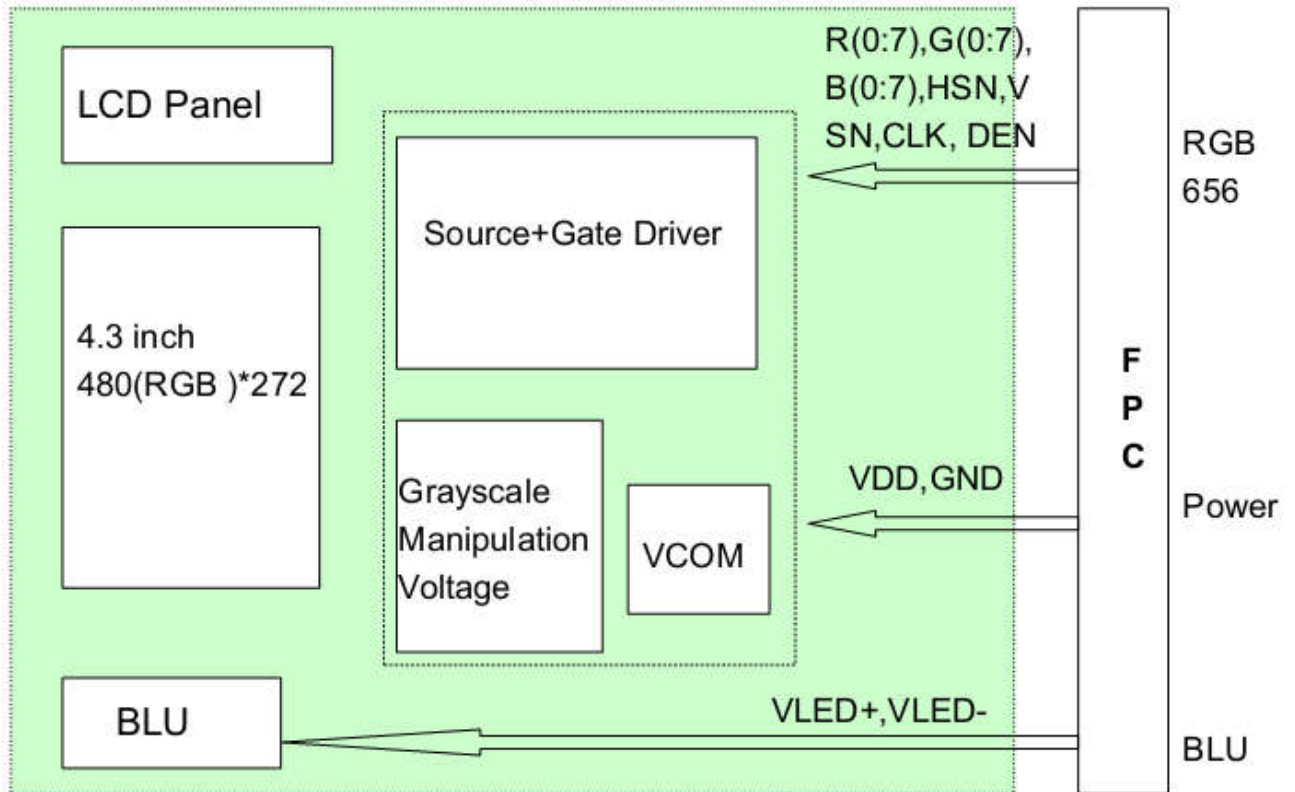 LCD Panel
4.3 inch
480(RGB )*272
BLU
Source+Gate Driver
Grayscale
Manipulation
Voltage
VCOM
R(0:7),G(0:7),
B(0:7),HSN,V
SN,CLK, DEN
VDD,GND
VLED+,VLED-
F
P
C
RGB
656
Power
BLU